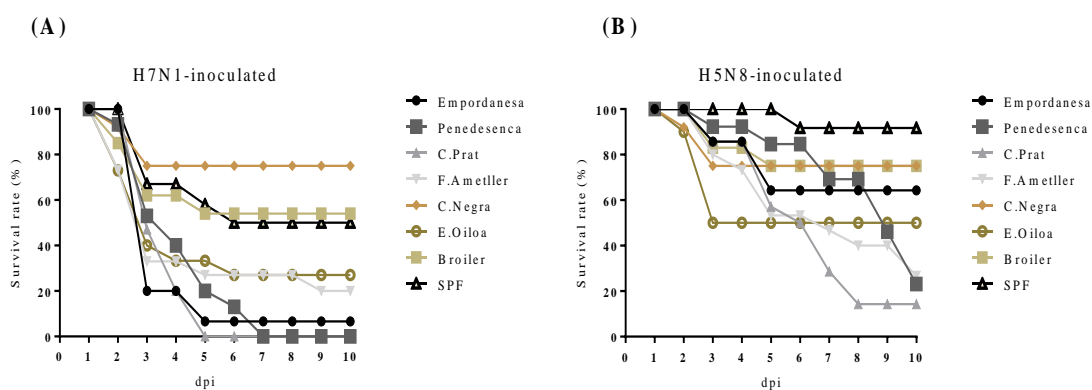 (A)
H7N1-inoculated
Survival rate (%)
100
80
60
40
20
0
0 1 2 3 4 5 6 7 8 9 10
dpi
Empordanesa
Penedesenca
C.Prat
F.Ametller
C.Negra
E.Oiloa
Broiler
SPF
(B)
H5N8-inoculated
Survival rate (%)
100
80
60
40
20
0
0 1 2 3 4 5 6 7 8 9 10
dpi
Empordanesa
Penedesenca
C.Prat
F.Ametller
C.Negra
E.Oiloa
Broiler
SPF